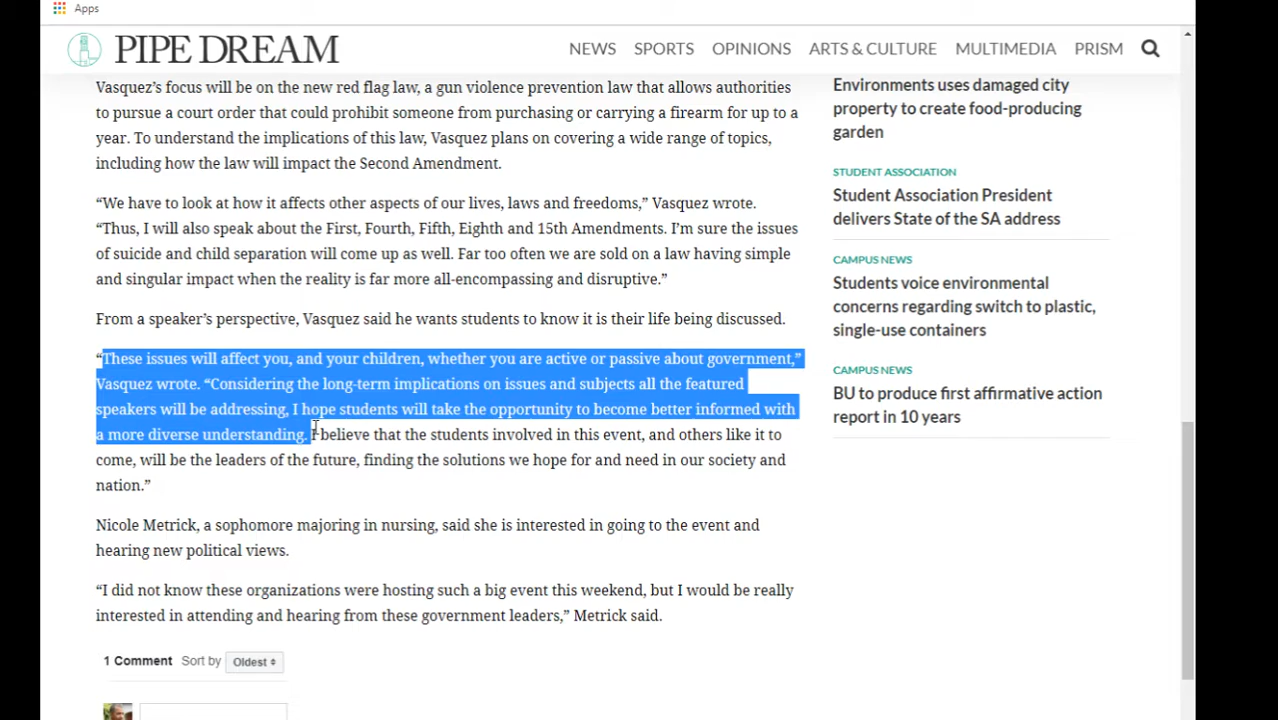 Apps
PIPE DREAM
NEWS SPORTS OPINIONS ARTS & CULTURE MULTIMEDIA PRISM
Vasquez’s focus will be on the new red flag law, a gun violence prevention law that allows authorities
to pursue a court order that could prohibit someone from purchasing or carrying a firearm for up to a
year. To understand the implications of this law, Vasquez plans on covering a wide range of topics,
including how the law will impact the Second Amendment.
“We have to look at how it affects other aspects of our lives, laws and freedoms,” Vasquez wrote.
“Thus, I will also speak about the First, Fourth, Fifth, Eighth and 15th Amendments. I’m sure the issues
of suicide and child separation will come up as well. Far too often we are sold on a law having simple
and singular impact when the reality is far more all-encompassing and disruptive.”
From a speaker’s perspective, Vasquez said he wants students to know it is their life being discussed.
“These issues will affect you, and your children, whether you are active or passive about government,”
Vasquez wrote. “Considering the long-term implications on issues and subjects all the featured
speakers will be addressing, I hope students will take the opportunity to become better informed with
a more diverse understanding. I believe that the students involved in this event, and others like it to
come, will be the leaders of the future, finding the solutions we hope for and need in our society and
nation.”
Nicole Metrick, a sophomore majoring in nursing, said she is interested in going to the event and
hearing new political views.
“I did not know these organizations were hosting such a big event this weekend, but I would be really
interested in attending and hearing from these government leaders,” Metrick said.
1 Comment Sort by Oldest
Environments uses damaged city
property to create food-producing
garden
STUDENT ASSOCIATION
Student Association President
delivers State of the SA address
CAMPUS NEWS
Students voice environmental
concerns regarding switch to plastic,
single-use containers
CAMPUS NEWS
BU to produce first affirmative action
report in 10 years